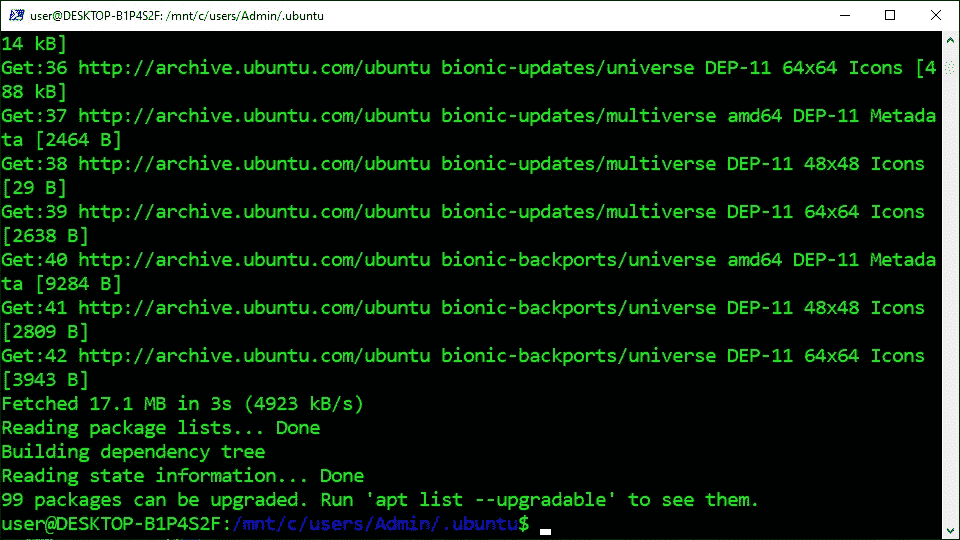 user@DESKTOP-B1P4S2F: /mnt/c/users/Admin/.ubuntu
14 kB]
Get:36 http://archive.ubuntu.com/ubuntu bionic-updates/universe DEP-11 64x64 Icons [4
88 kB]
Get:37 http://archive.ubuntu.com/ubuntu bionic-updates/multiverse amd64 DEP-11 Metada
ta [2464 B]
Get:38 http://archive.ubuntu.com/ubuntu bionic-updates/multiverse DEP-11 48x48 Icons
[29 B]
Get:39 http://archive.ubuntu.com/ubuntu bionic-updates/multiverse DEP-11 64x64 Icons
[2638 B]
Get:40 http://archive.ubuntu.com/ubuntu bionic-backports/universe amd64 DEP-11 Metada
ta [9284 B]
Get:41 http://archive.ubuntu.com/ubuntu bionic-backports/universe DEP-11 48x48 Icons
[2809 B]
Get:42 http://archive.ubuntu.com/ubuntu bionic-backports/universe DEP-11 64x64 Icons
[3943 B]
Fetched 17.1 MB in 3s (4923 kB/s)
Reading package lists... Done
Building dependency tree
Reading state information... Done
99 packages can be upgraded. Run 'apt list --upgradable' to see them.
user@DESKTOP-B1P4S2F:/mnt/c/users/Admin/.ubuntu$